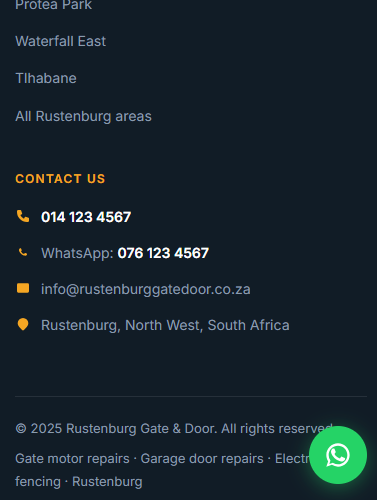 Protea Park
Waterfall East
Tlhabane
All Rustenburg areas
CONTACT US
014 123 4567
WhatsApp: 076 123 4567
info@rustenburggatedoor.co.za
Rustenburg, North West, South Africa
© 2025 Rustenburg Gate & Door. All rights reserved.
Gate motor repairs · Garage door repairs ·
fencing · Rustenburg